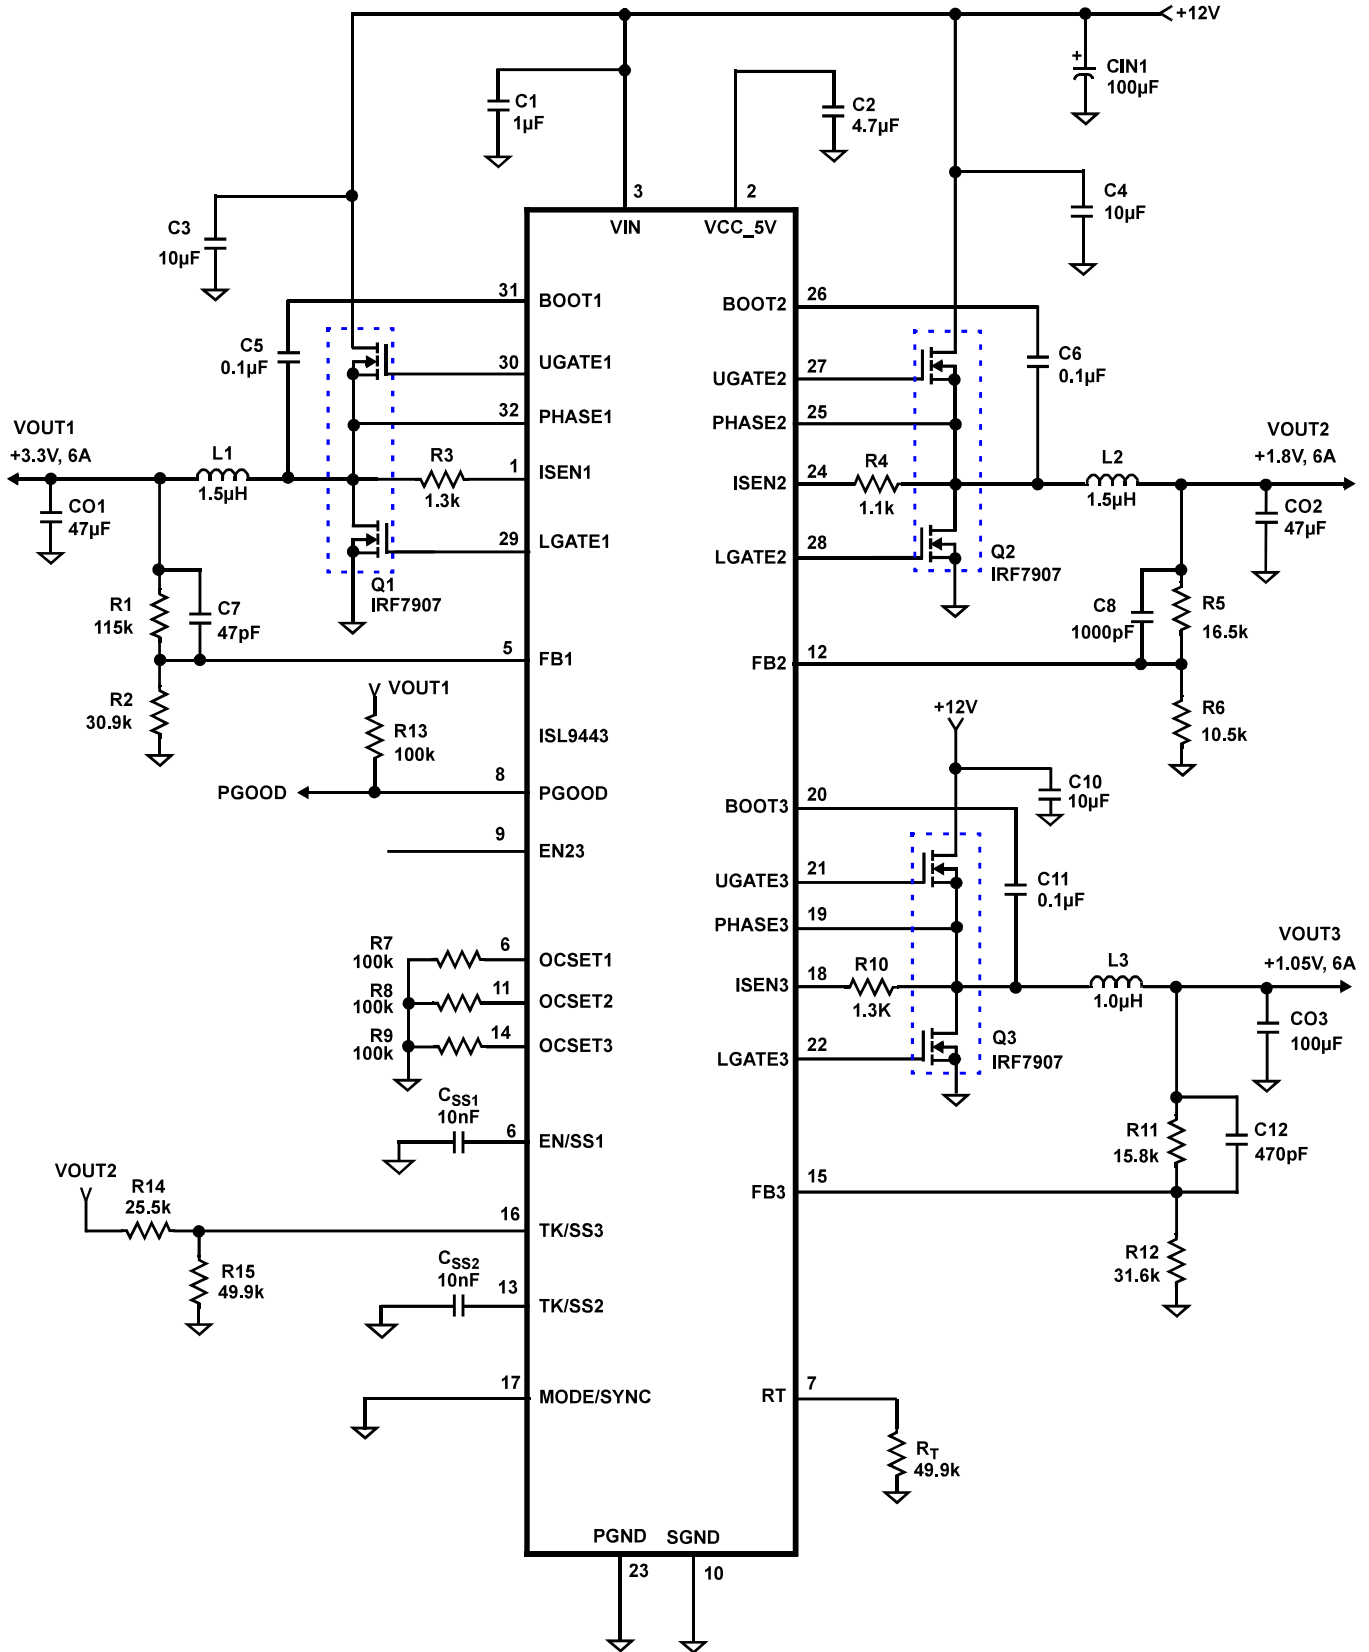 +12V
CIN1
100µF
C1
1µF
C2
4.7µF
3
2
VIN
VCC_5V
C3
10µF
C4
10µF
31
BOOT1
BOOT2
26
C5
0.1µF
C6
0.1µF
30
UGATE1
UGATE2
27
32
PHASE1
PHASE2
25
VOUT1
+3.3V, 6A
L1
1.5µH
R3
1.3k
1
ISEN1
ISEN2
24
R4
1.1k
L2
1.5µH
VOUT2
+1.8V, 6A
CO1
47µF
CO2
47µF
29
LGATE1
LGATE2
28
Q1
IRF7907
Q2
IRF7907
R1
115k
C7
47pF
C8
1000pF
R5
16.5k
5
FB1
FB2
12
R2
30.9k
R6
10.5k
VOUT1
R13
100k
ISL9443
+12V
PGOOD
8
PGOOD
C10
10µF
BOOT3
20
9
EN23
UGATE3
21
C11
0.1µF
PHASE3
19
R7
100k
6
OCSET1
R8
100k
11
OCSET2
R9
100k
14
OCSET3
ISEN3
18
R10
1.3K
L3
1.0µH
VOUT3
+1.05V, 6A
CO3
100µF
LGATE3
22
Q3
IRF7907
CSS1
10nF
6
EN/SS1
R11
15.8k
C12
470pF
VOUT2
R14
25.5k
16
TK/SS3
FB3
15
R15
49.9k
CSS2
10nF
13
TK/SS2
R12
31.6k
17
MODE/SYNC
RT
7
RT
49.9k
PGND
SGND
23
10